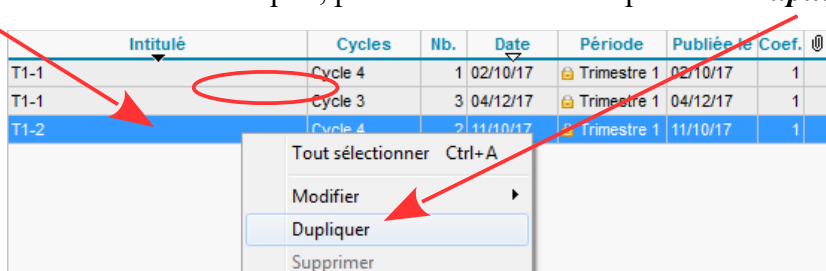 Intitulé Cycles Nb. Date Période Publiée le Coef.
T1-1 Cycle 4 1 02/10/17 Trimestre 1 02/10/17 1
T1-1 Cycle 3 3 04/12/17 Trimestre 1 04/12/17 1
T1-2 Cycle 4 2 11/10/17 Trimestre 1 11/10/17 1
Tout sélectionner Ctrl+A
Modifier
Dupliquer
Supprimer